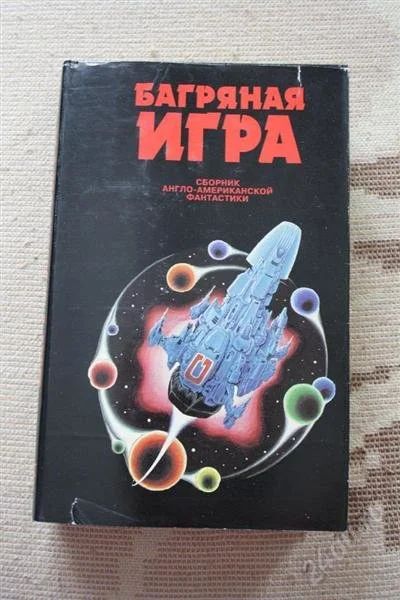 БАГРЯНАЯ
ИГРА
СБОРНИК
АНГЛО-АМЕРИКАНСКОЙ
ФАНТАСТИКИ